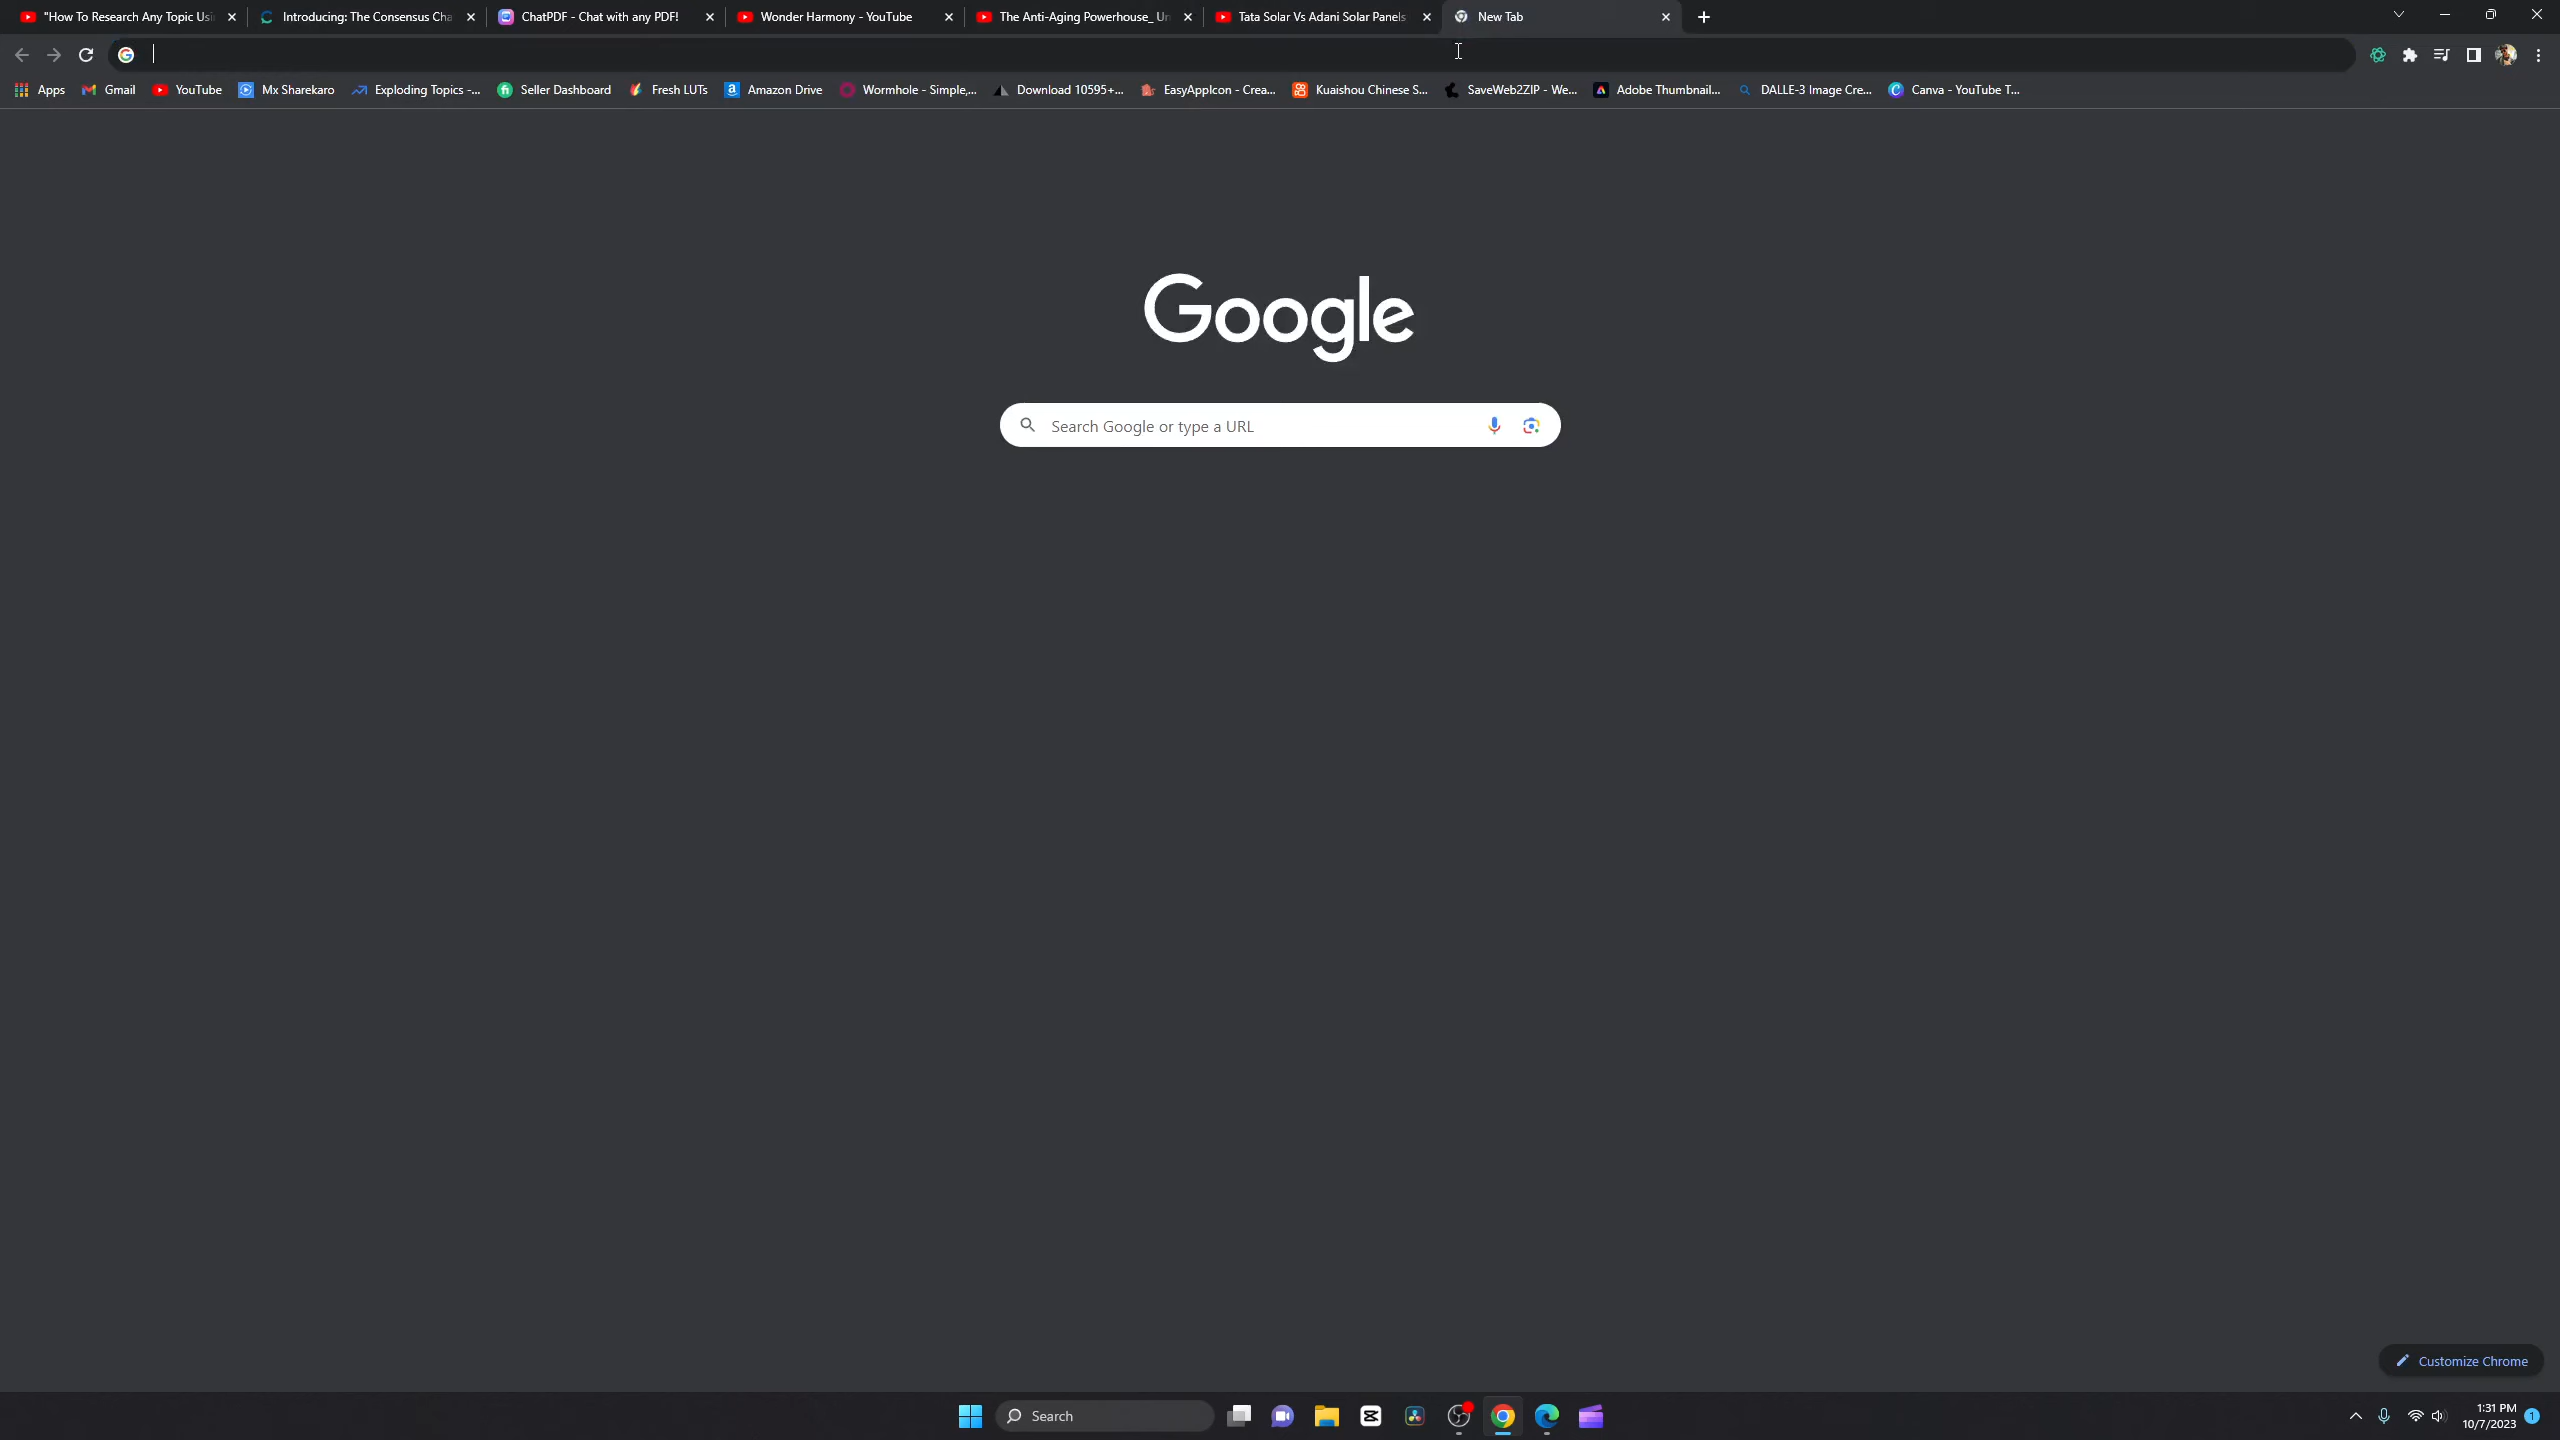 "How To Research Any Topic Usi
Introducing: The Consensus Cha
ChatPDF - Chat with any PDF!
Wonder Harmony - YouTube
The Anti-Aging Powerhouse_ Un
Tata Solar Vs Adani Solar Panels
New Tab
Apps
Gmail
YouTube
Mx Sharekaro
Exploding Topics -...
Seller Dashboard
Fresh LUTs
Amazon Drive
Wormhole - Simple,...
Download 10595+...
EasyAppIcon - Crea...
Kuaishou Chinese S...
SaveWeb2ZIP - We...
Adobe Thumbnail...
DALLE-3 Image Cre...
Canva - YouTube T...
Google
Search Google or type a URL
Customize Chrome
Search
1:31 PM
10/7/2023
1